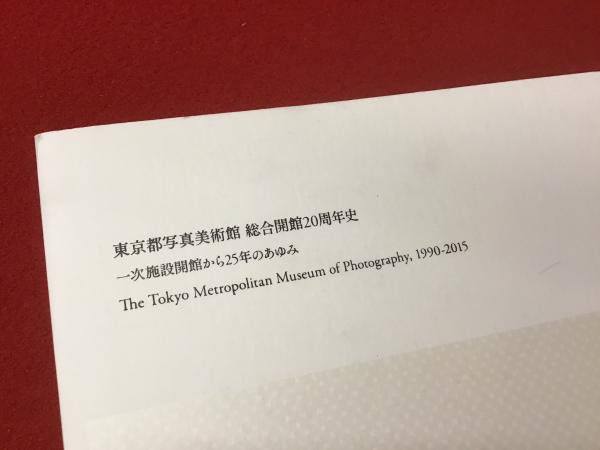 東京都写真美術館 総合開館20周年史
一次施設開館から25年のあゆみ
The Tokyo Metropolitan Museum of Photography, 1990-2015